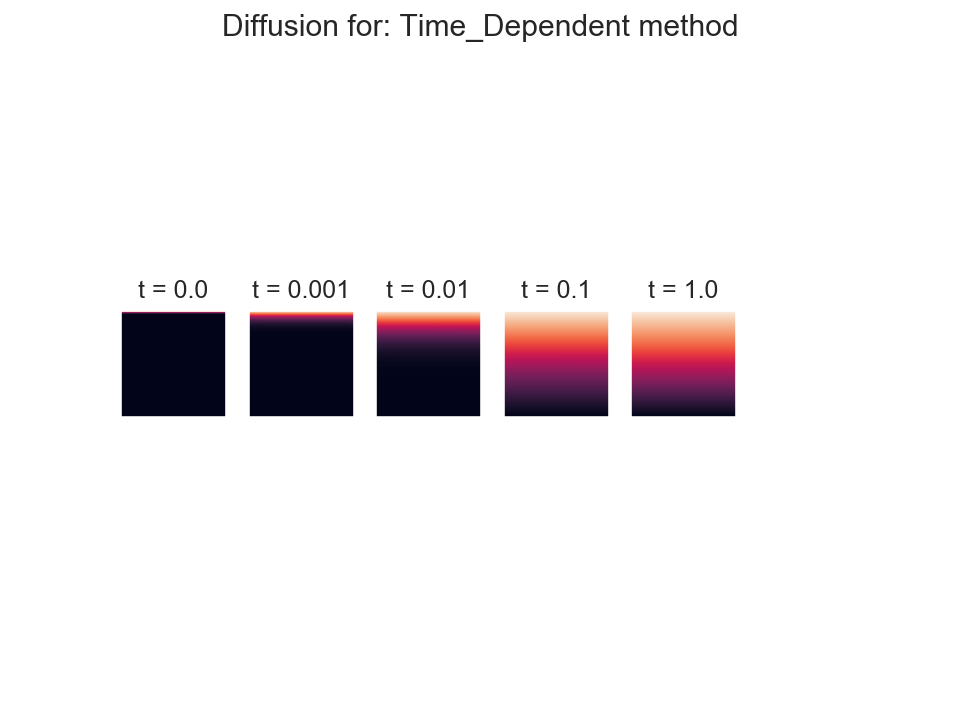 Diffusion for: Time_Dependent method
t = 0.0 t = 0.001 t = 0.01 t = 0.1 t = 1.0